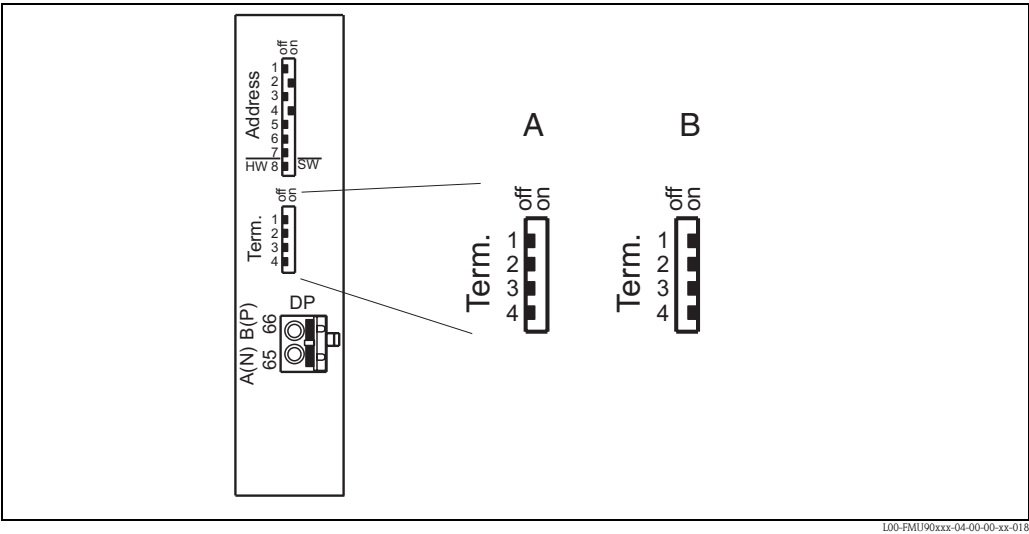 off
on
Address
1
2
3
4
5
6
7
HW 8 SW
off
on
Term.
1
2
3
4
DP
A(N) B(P)
65 66
A
off
on
Term.
1
2
3
4
B
off
on
Term.
1
2
3
4
L00-FMU90xxx-04-00-00-xx-018